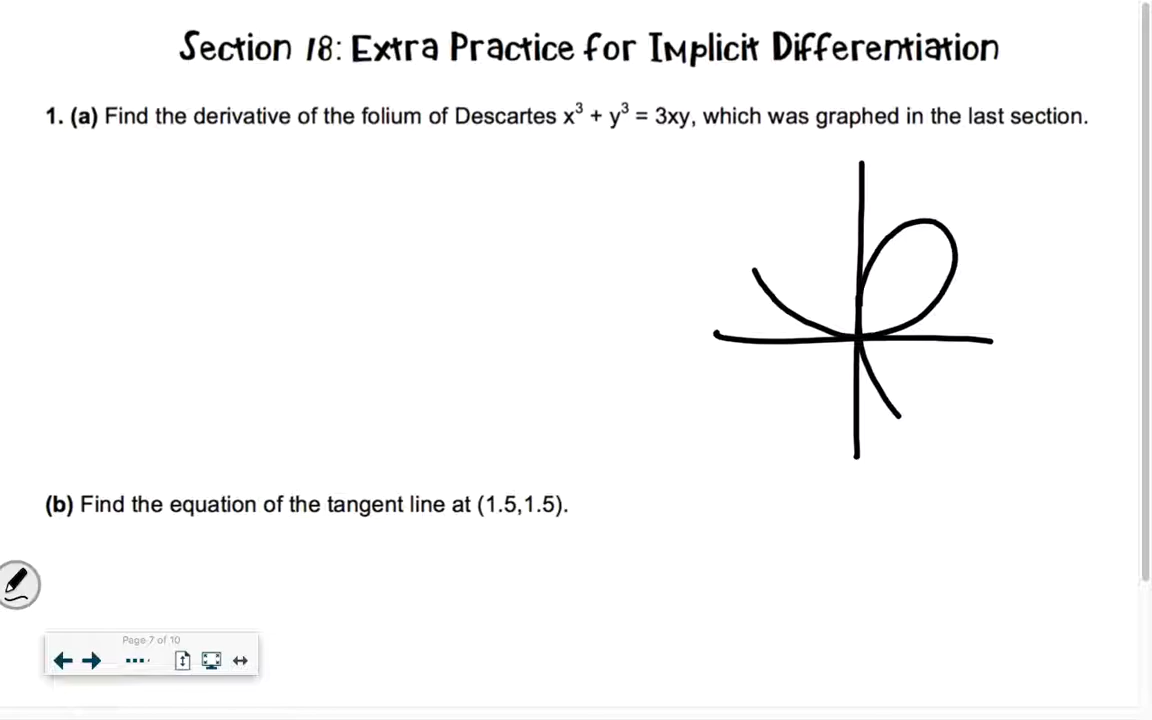 Section 18: Extra Practice for Implicit Differentiation
1. (a) Find the derivative of the folium of Descartes x³ + y³ = 3xy, which was graphed in the last section.
(b) Find the equation of the tangent line at (1.5,1.5).
Page 7 of 10